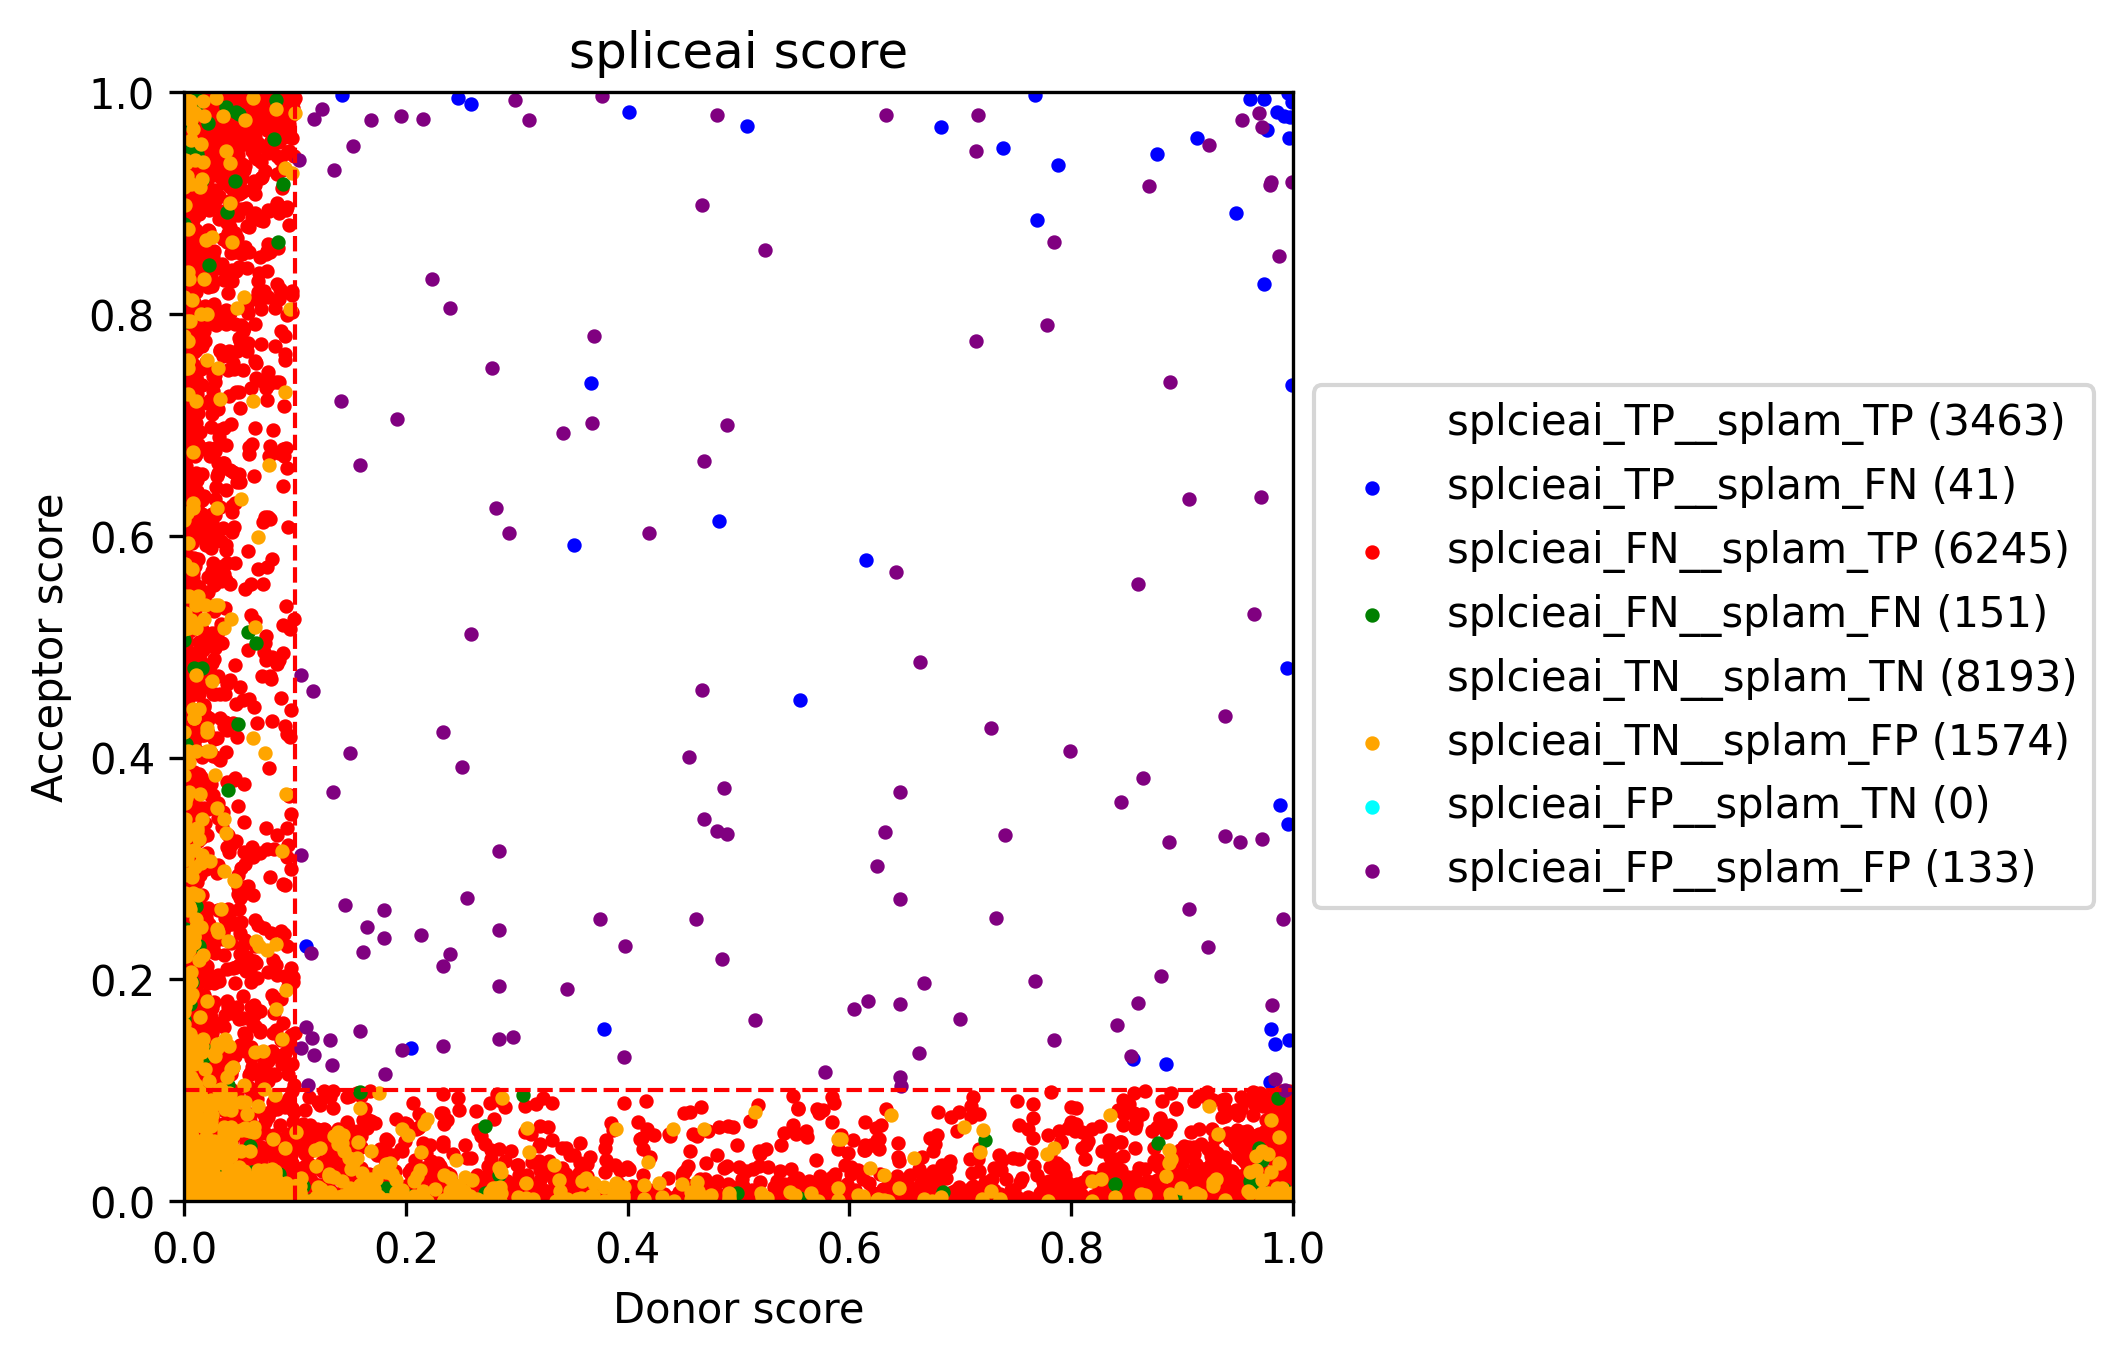 spliceai score
1.0
0.8
0.6
0.4
0.2
0.0
Acceptor score
0.0 0.2 0.4 0.6 0.8 1.0
Donor score
splcieai_TP__splam_TP (3463)
splcieai_TP__splam_FN (41)
splcieai_FN__splam_TP (6245)
splcieai_FN__splam_FN (151)
splcieai_TN__splam_TN (8193)
splcieai_TN__splam_FP (1574)
splcieai_FP__splam_TN (0)
splcieai_FP__splam_FP (133)